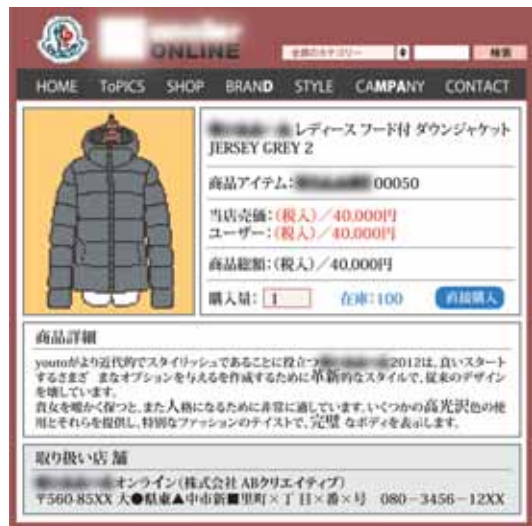 ONLINE
全部のカテゴリー 検索
HOME ToPICS SHOP BRAND STYLE CAMPANY CONTACT
レディース フード付 ダウンジャケット
JERSEY GREY 2
商品アイテム: 00050
当店売価:(税入)/40,000円
ユーザー:(税入)/40,000円
商品総額:(税入)/40,000円
購入量: 1 在庫:100 直接購入
商品詳細
youtoがより近代的でスタイリッシュであることに役立つ 2012は、良いスタート
するさまざ まなオプションを与えるを作成するために革新的なスタイルで、従来のデザイン
を壊しています。
貴女を暖かく保つと、また人格になるために非常に適しています。いくつかの高光沢色の使
用とそれらを提供し、特別なファッションのテイストで、完璧 なボディを表示します。
取り扱い店 舗
オンライン(株式会社 ABクリエイティブ)
〒560-85XX 大●県東▲中市新■里町×丁目×番×号 080-3456-12XX